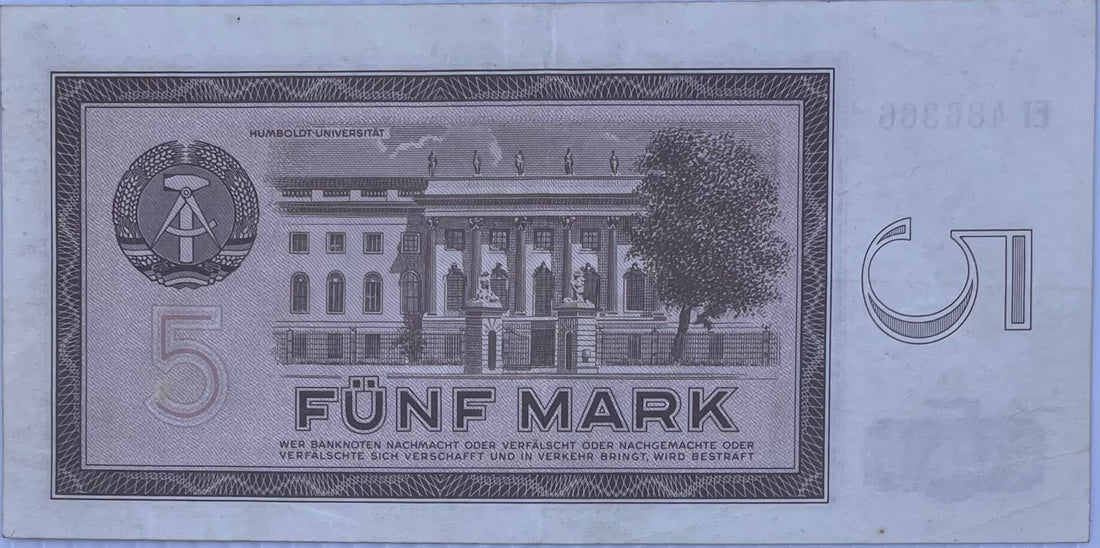 HUMBOLDT-UNIVERSITÄT
5
5
FÜNF MARK
WER BANKNOTEN NACHMACHT ODER VERFÄLSCHT ODER NACHGEMACHTE ODER
VERFÄLSCHTE SICH VERSCHAFFT UND IN VERKEHR BRINGT, WIRD BESTRAFT